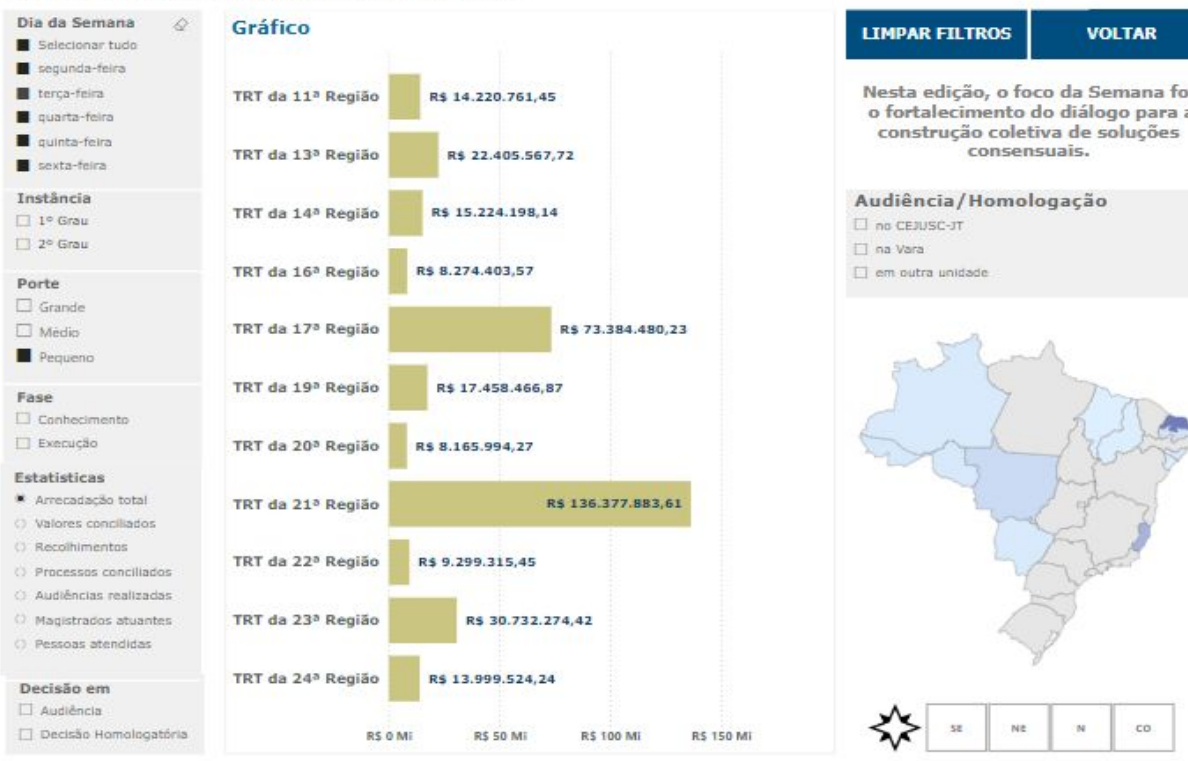 Dia da Semana
Selecionar tudo
segunda-feira
terça-feira
quarta-feira
quinta-feira
sexta-feira
Instância
1º Grau
2º Grau
Porte
Grande
Médio
Pequeno
Fase
Conhecimento
Execução
Estatisticas
Arrecadação total
Valores conciliados
Recolhimentos
Processos conciliados
Audiências realizadas
Magistrados atuantes
Pessoas atendidas
Decisão em
Audiência
Decisão Homologatória
Gráfico
TRT da 11ª Região R$ 14.220.761,45
TRT da 13ª Região R$ 22.405.567,72
TRT da 14ª Região R$ 15.224.198,14
TRT da 16ª Região R$ 8.274.403,57
TRT da 17ª Região R$ 73.384.480,23
TRT da 19ª Região R$ 17.458.466,87
TRT da 20ª Região R$ 8.165.994,27
TRT da 21ª Região R$ 136.377.883,61
TRT da 22ª Região R$ 9.299.315,45
TRT da 23ª Região R$ 30.732.274,42
TRT da 24ª Região R$ 13.999.524,24
R$ 0 Mi R$ 50 Mi R$ 100 Mi R$ 150 Mi
LIMPAR FILTROS VOLTAR
Nesta edição, o foco da Semana fo
o fortalecimento do diálogo para a
construção coletiva de soluções
consensuais.
Audiência/Homologação
no CEJUSC-JT
na Vara
em outra unidade
SE NE N CO